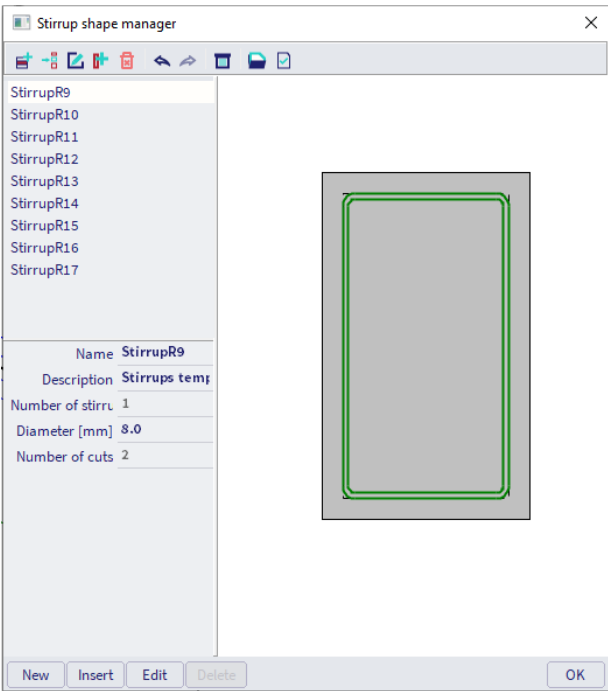 Stirrup shape manager
StirrupR9
StirrupR10
StirrupR11
StirrupR12
StirrupR13
StirrupR14
StirrupR15
StirrupR16
StirrupR17
Name StirrupR9
Description Stirrups temp
Number of stirru 1
Diameter [mm] 8.0
Number of cuts 2
New Insert Edit Delete OK